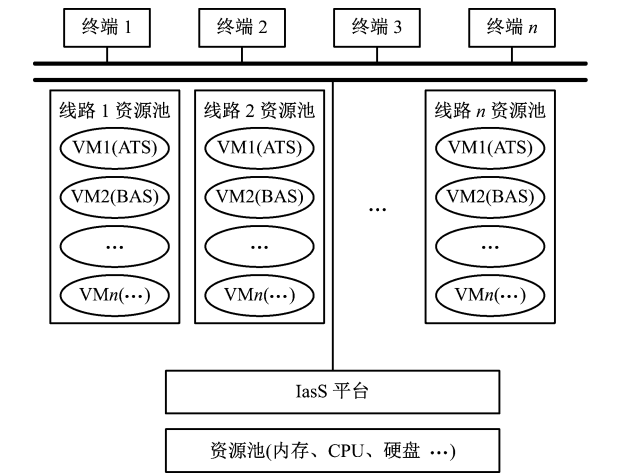 终端 1
终端 2
终端 3
终端 n
线路 1 资源池
VM1(ATS)
VM2(BAS)
…
VMn(…)
线路 2 资源池
VM1(ATS)
VM2(BAS)
…
VMn(…)
…
线路 n 资源池
VM1(ATS)
VM2(BAS)
…
VMn(…)
IasS 平台
资源池(内存、CPU、硬盘 …)